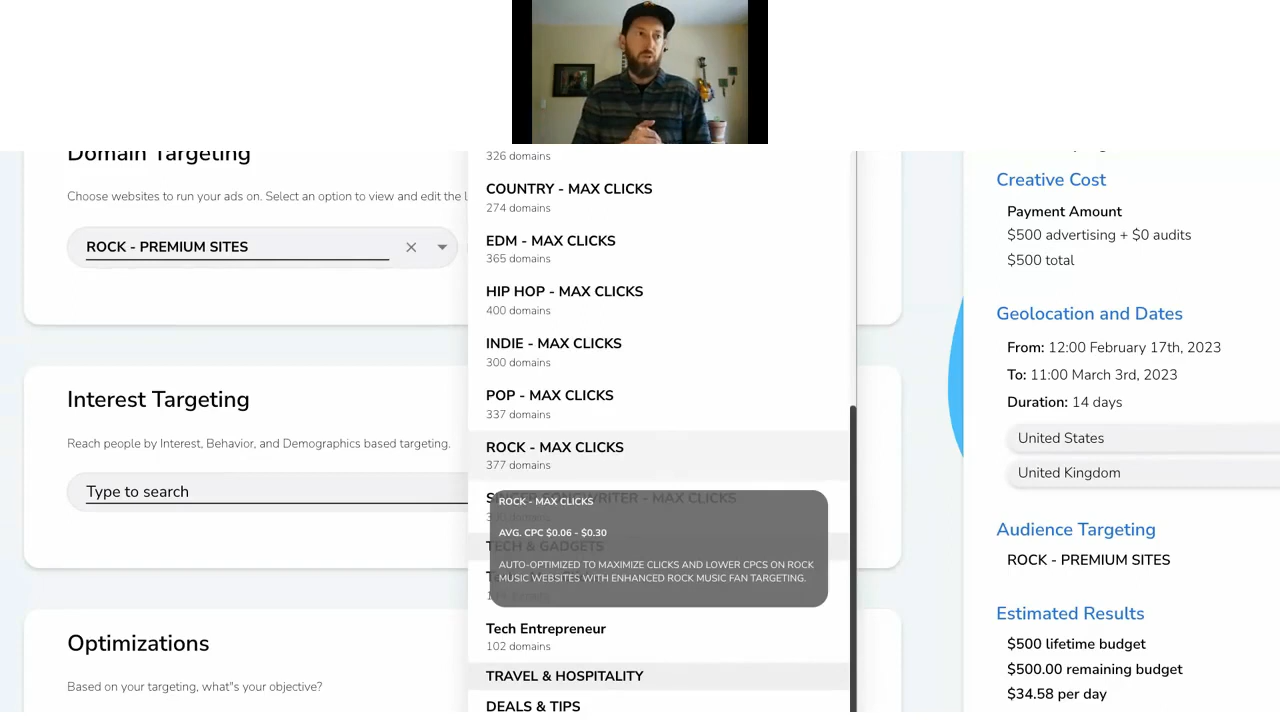 Domain Targeting
Choose websites to run your ads on. Select an option to view and edit the l
ROCK - PREMIUM SITES
Interest Targeting
Reach people by Interest, Behavior, and Demographics based targeting.
Type to search
Optimizations
Based on your targeting, what"s your objective?
326 domains
COUNTRY - MAX CLICKS
274 domains
EDM - MAX CLICKS
365 domains
HIP HOP - MAX CLICKS
400 domains
INDIE - MAX CLICKS
300 domains
POP - MAX CLICKS
337 domains
ROCK - MAX CLICKS
377 domains
SINGER SONGWRITER - MAX CLICKS
ROCK - MAX CLICKS
AVG. CPC $0.06 - $0.30
TECH & GADGETS
AUTO-OPTIMIZED TO MAXIMIZE CLICKS AND LOWER CPCS ON ROCK
MUSIC WEBSITES WITH ENHANCED ROCK MUSIC FAN TARGETING.
Tech Entrepreneur
102 domains
TRAVEL & HOSPITALITY
DEALS & TIPS
Creative Cost
Payment Amount
$500 advertising + $0 audits
$500 total
Geolocation and Dates
From: 12:00 February 17th, 2023
To: 11:00 March 3rd, 2023
Duration: 14 days
United States
United Kingdom
Audience Targeting
ROCK - PREMIUM SITES
Estimated Results
$500 lifetime budget
$500.00 remaining budget
$34.58 per day